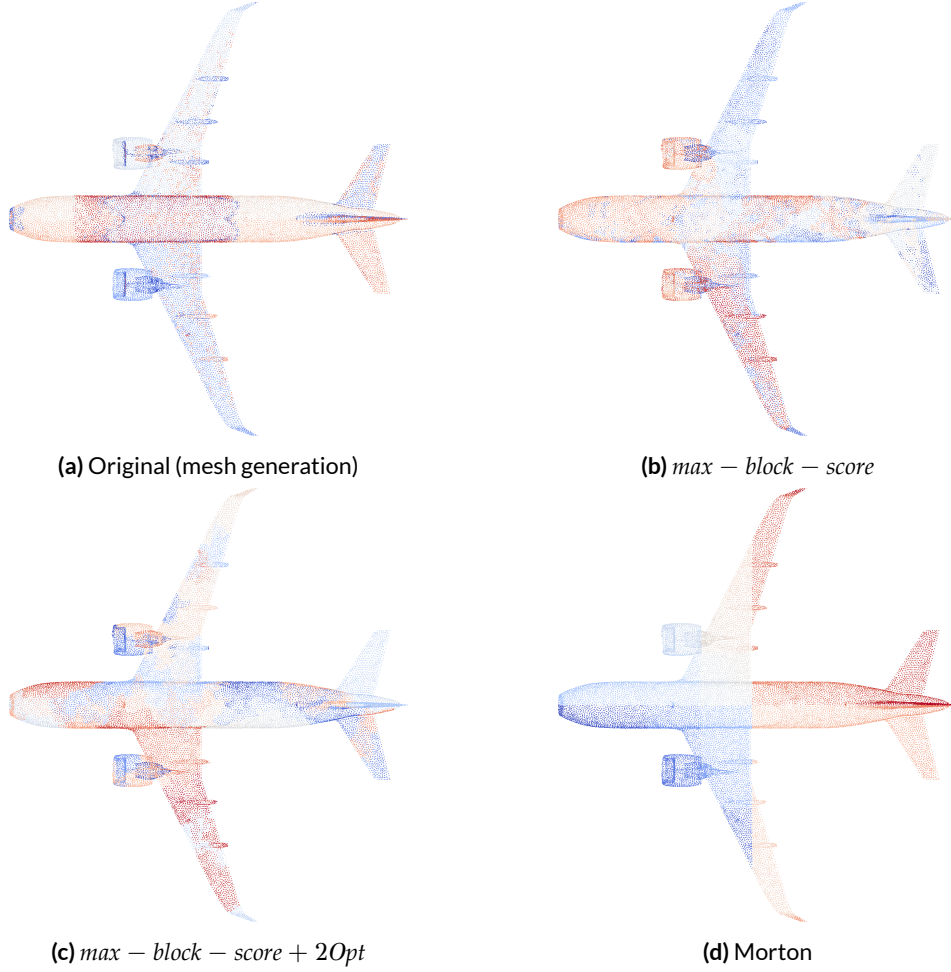 (a) Original (mesh generation)
(b) max − block − score
(c) max − block − score + 2Opt
(d) Morton